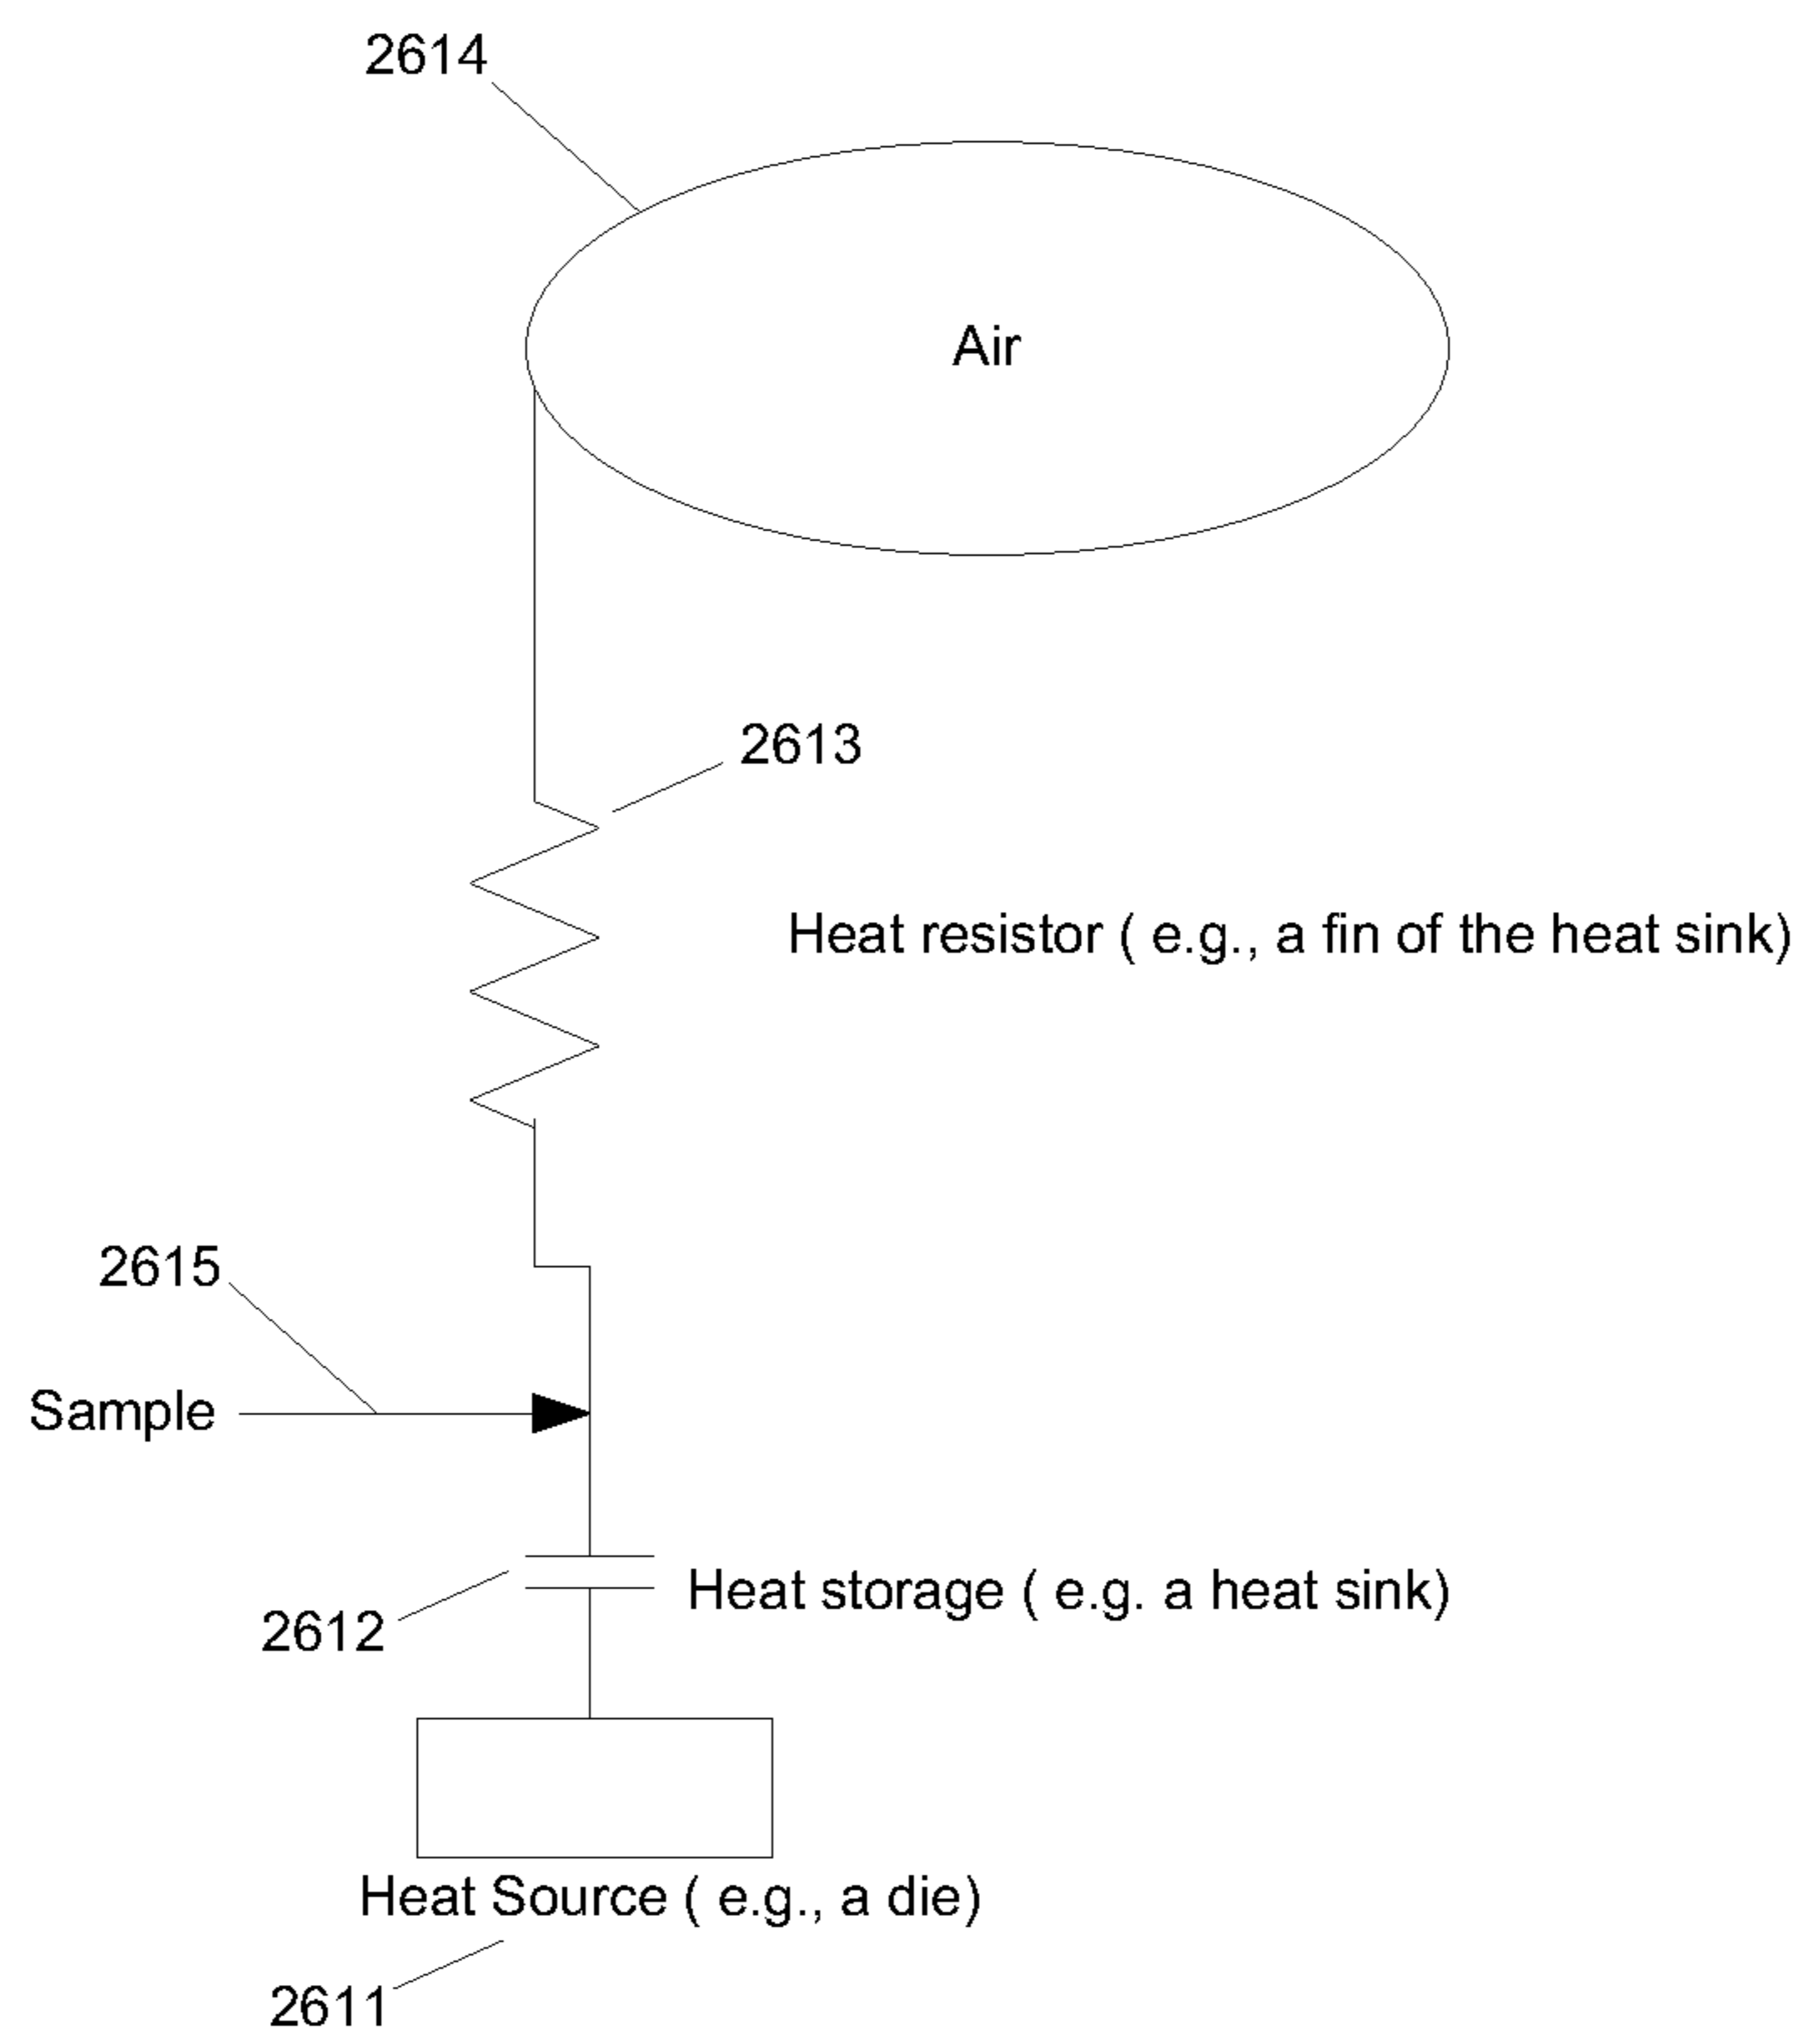 2614
Air
2613
Heat resistor ( e.g., a fin of the heat sink)
2615
Sample
Heat storage ( e.g. a heat sink)
2612
Heat Source ( e.g., a die)
2611